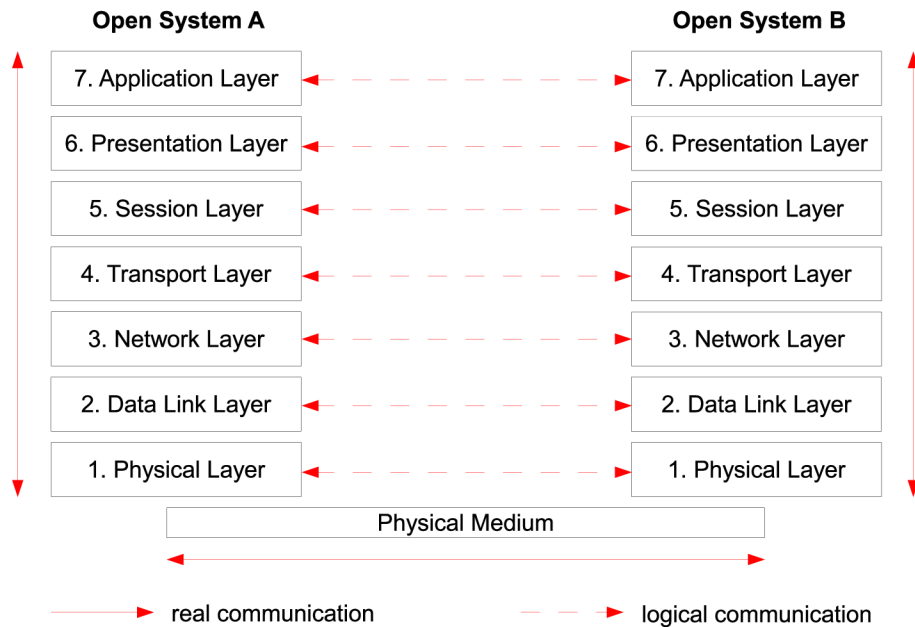 Open System A
Open System B
7. Application Layer
7. Application Layer
6. Presentation Layer
6. Presentation Layer
5. Session Layer
5. Session Layer
4. Transport Layer
4. Transport Layer
3. Network Layer
3. Network Layer
2. Data Link Layer
2. Data Link Layer
1. Physical Layer
1. Physical Layer
Physical Medium
real communication
logical communication